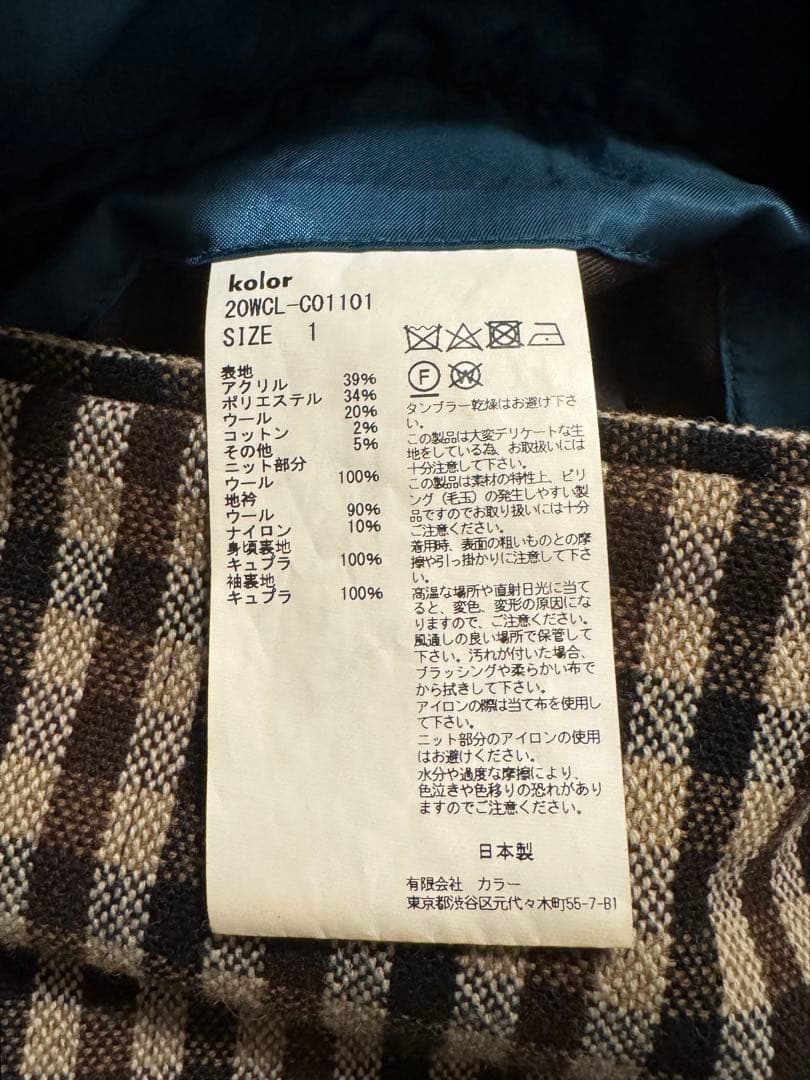 kolor
20WCL-C01101
SIZE 1
表地
アクリル 39%
ポリエステル 34%
ウール 20%
コットン 2%
その他 5%
ニット部分
ウール 100%
地衿
ウール 90%
ナイロン 10%
身頃裏地
キュプラ 100%
袖裏地
キュプラ 100%
F
W
タンブラー乾燥はお避け下さ
い。
この製品は大変デリケートな生
地をしている為、お取扱いには
十分注意して下さい。
この製品は素材の特性上、ピリ
ング(毛玉)の発生しやすい製
品ですのでお取り扱いには十分
ご注意ください。
着用時、表面の粗いものとの摩
擦や引っ掛かりに注意して下さ
い。
高温な場所や直射日光に当て
ると、変色、変形の原因にな
りますので、ご注意ください。
風通しの良い場所で保管して
下さい。汚れが付いた場合、
ブラッシングや柔らかい布で
から拭きして下さい。
アイロンの際は当て布を使用し
て下さい。
ニット部分のアイロンの使用
はお避けください。
水分や過度な摩擦により、
色泣きや色移りの恐れがあり
ますのでご注意ください。
日本製
有限会社 カラー
東京都渋谷区元代々木町55-7-B1